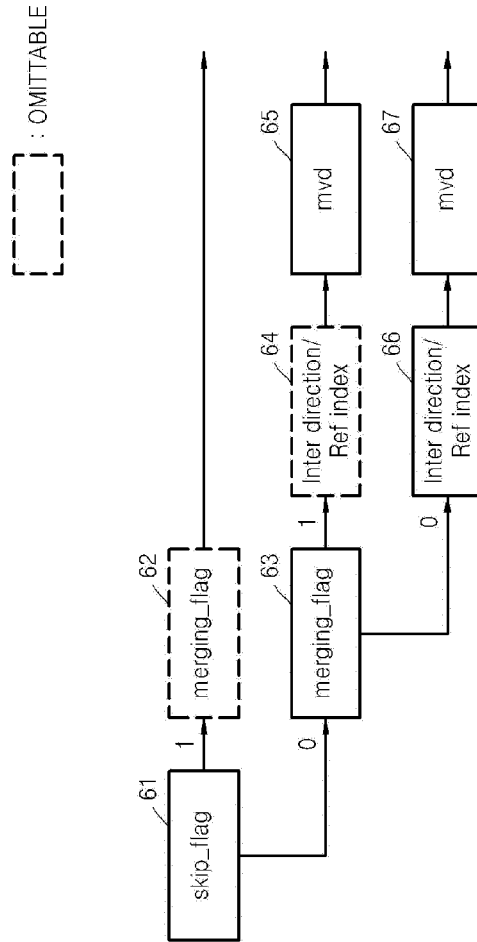 : OMITTABLE
61
skip_flag
1
62
merging_flag
0
63
merging_flag
1
64
Inter direction/
Ref index
65
mvd
0
66
Inter direction/
Ref index
67
mvd